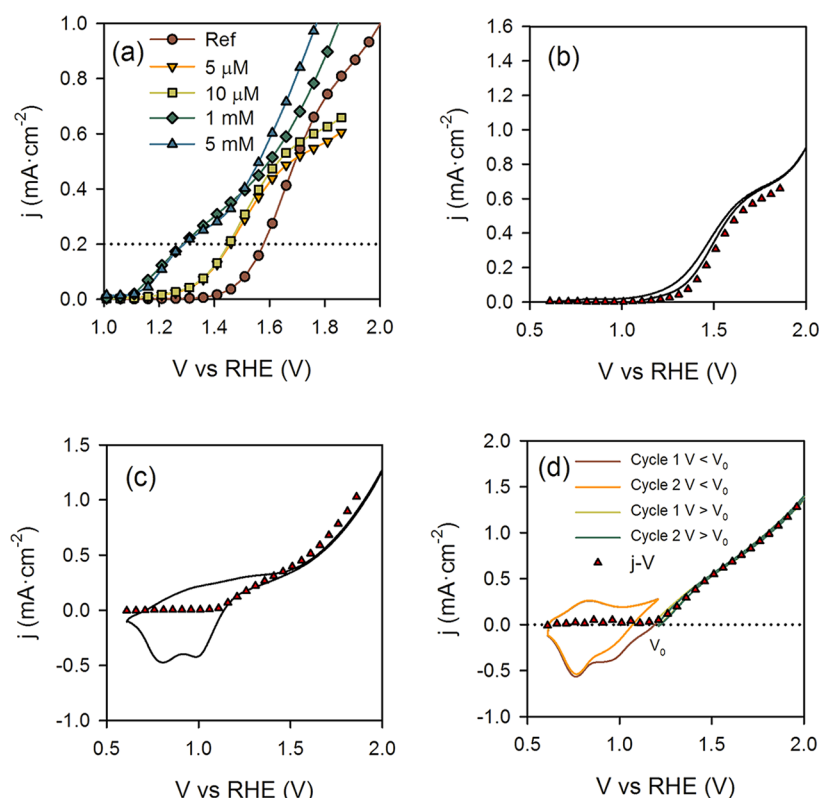 (a)
Ref
5 μM
10 μM
1 mM
5 mM
j (mA·cm⁻²)
1.0
0.8
0.6
0.4
0.2
0.0
1.0 1.2 1.4 1.6 1.8 2.0
V vs RHE (V)
(b)
j (mA·cm⁻²)
1.6
1.4
1.2
1.0
0.8
0.6
0.4
0.2
0.0
0.5 1.0 1.5 2.0
V vs RHE (V)
(c)
j (mA·cm⁻²)
1.5
1.0
0.5
0.0
-0.5
-1.0
0.5 1.0 1.5 2.0
V vs RHE (V)
(d)
Cycle 1 V < V₀
Cycle 2 V < V₀
Cycle 1 V > V₀
Cycle 2 V > V₀
j-V
V₀
j (mA·cm⁻²)
2.0
1.5
1.0
0.5
0.0
-0.5
-1.0
0.5 1.0 1.5 2.0
V vs RHE (V)